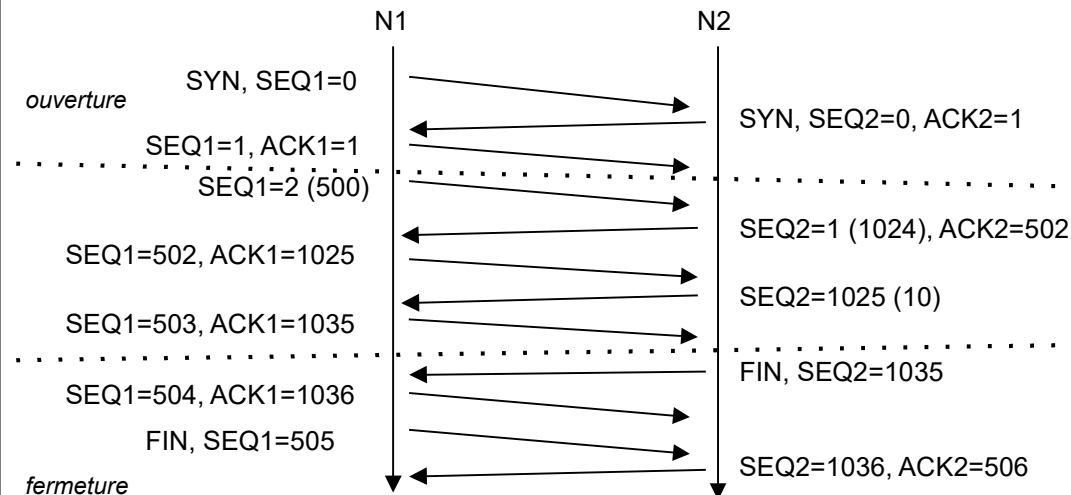 N1
N2
SYN, SEQ1=0
ouverture
SYN, SEQ2=0, ACK2=1
SEQ1=1, ACK1=1
SEQ1=2 (500)
SEQ2=1 (1024), ACK2=502
SEQ1=502, ACK1=1025
SEQ2=1025 (10)
SEQ1=503, ACK1=1035
FIN, SEQ2=1035
SEQ1=504, ACK1=1036
FIN, SEQ1=505
SEQ2=1036, ACK2=506
fermeture